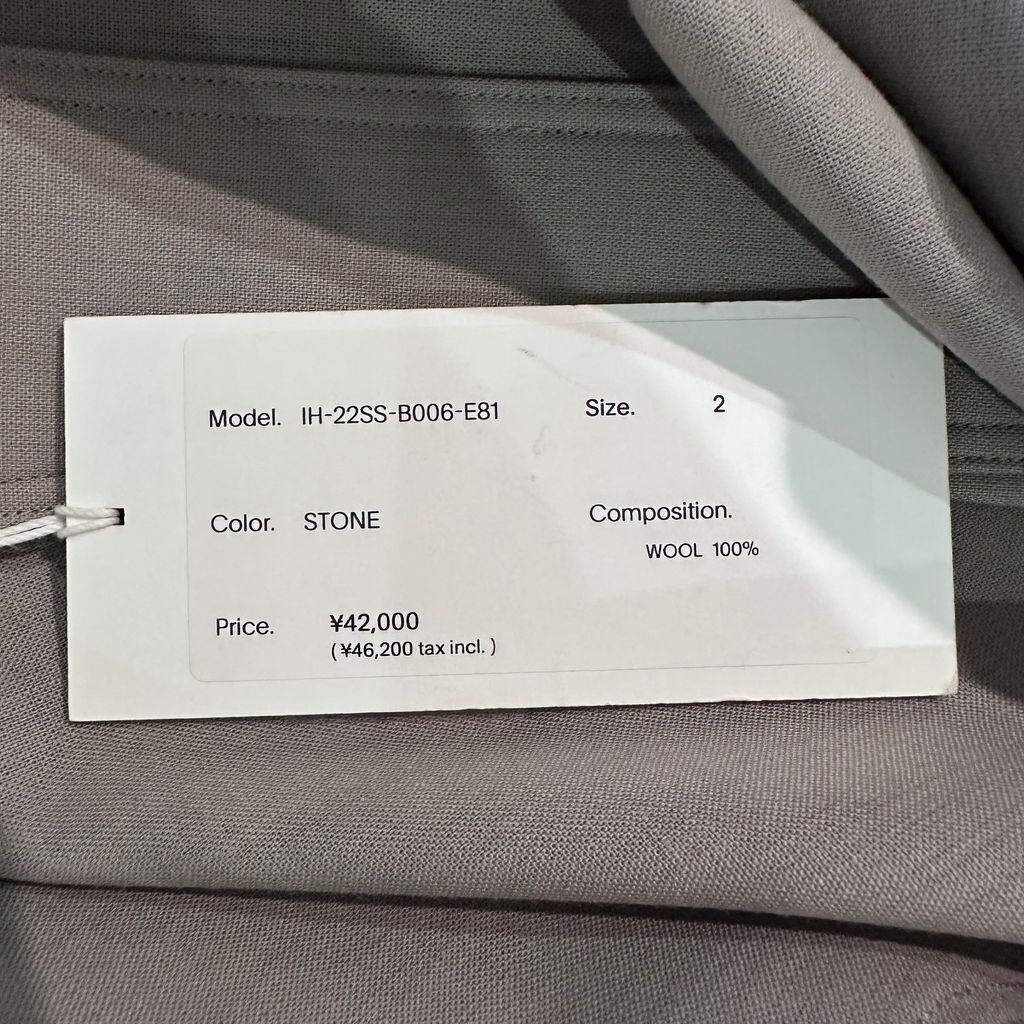 Model. IH-22SS-B006-E81 Size. 2
Color. STONE Composition.
WOOL 100%
Price. ¥42,000
(¥46,200 tax incl.)